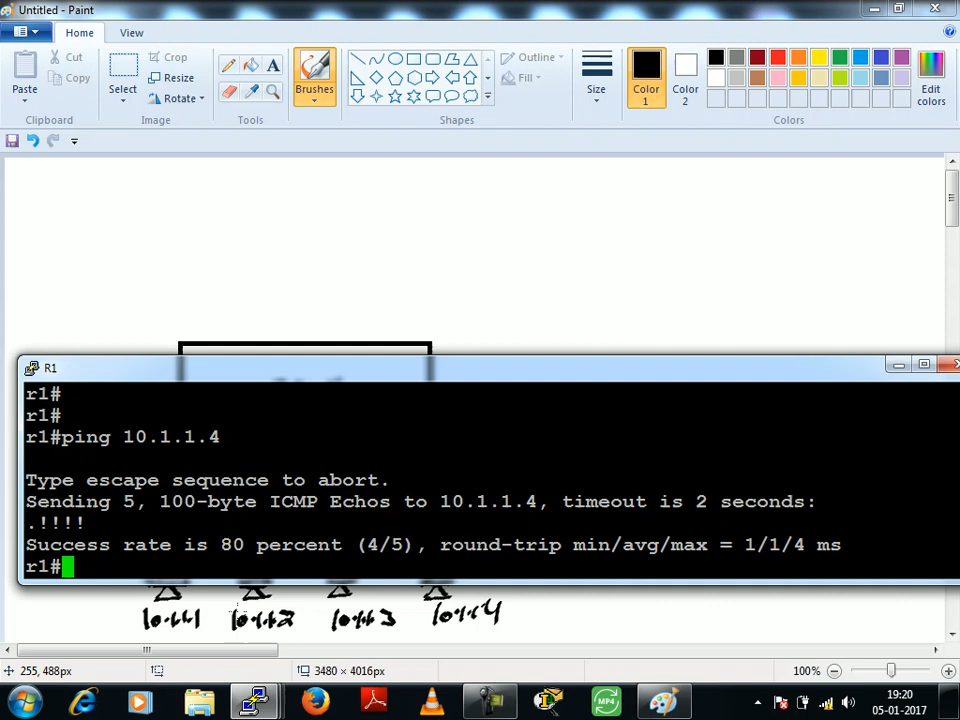 Untitled - Paint
Home
View
Paste
Cut
Copy
Clipboard
Select
Crop
Resize
Rotate
Image
Tools
Brushes
Outline
Fill
Shapes
Size
Color
1
Color
2
Edit
colors
Colors
R1
r1#
r1#
r1#ping 10.1.1.4
Type escape sequence to abort.
Sending 5, 100-byte ICMP Echos to 10.1.1.4, timeout is 2 seconds:
.!!!!
Success rate is 80 percent (4/5), round-trip min/avg/max = 1/1/4 ms
r1#
10.1.1.1 10.1.1.2 10.1.1.3 10.1.1.4
255, 488px
3480 × 4016px
100%
MP4
19:20
05-01-2017